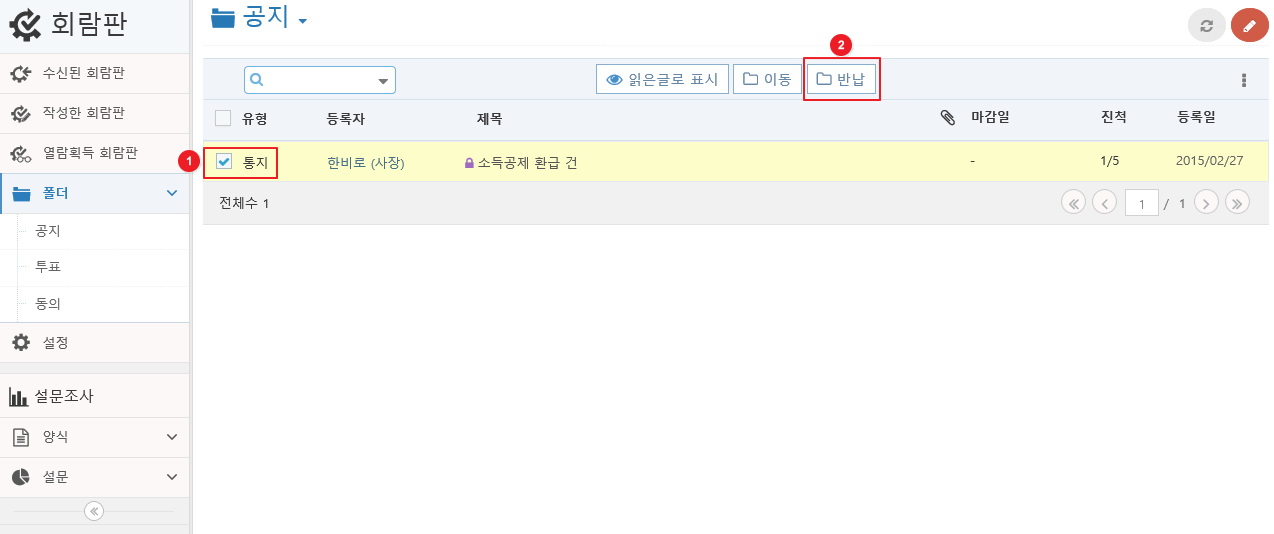 회람판
수신된 회람판
작성한 회람판
열람획득 회람판
폴더
공지
투표
동의
설정
설문조사
양식
설문
공지
2
읽은글로 표시 이동 반납
유형 등록자 제목 마감일 진척 등록일
1 통지 한비로 (사장) 소득공제 환급 건 - 1/5 2015/02/27
전체수 1 1 / 1